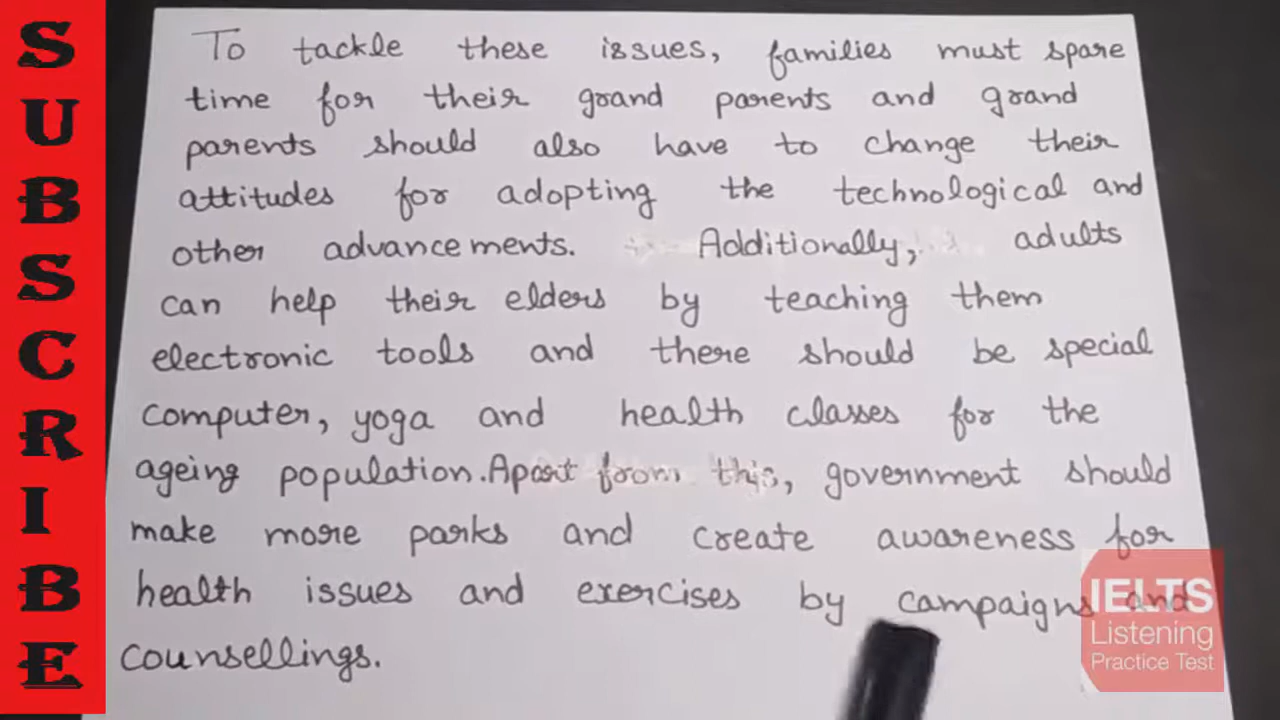 SUBSCRIBE
To tackle these issues, families must spare
time for their grand parents and grand
parents should also have to change their
attitudes for adopting the technological and
other advancements. Additionally, adults
can help their elders by teaching them
electronic tools and there should be special
computer, yoga and health classes for the
ageing population. Apart from this, government should
make more parks and create awareness for
health issues and exercises by campaigns and
counsellings.
IELTS
Listening
Practice Test